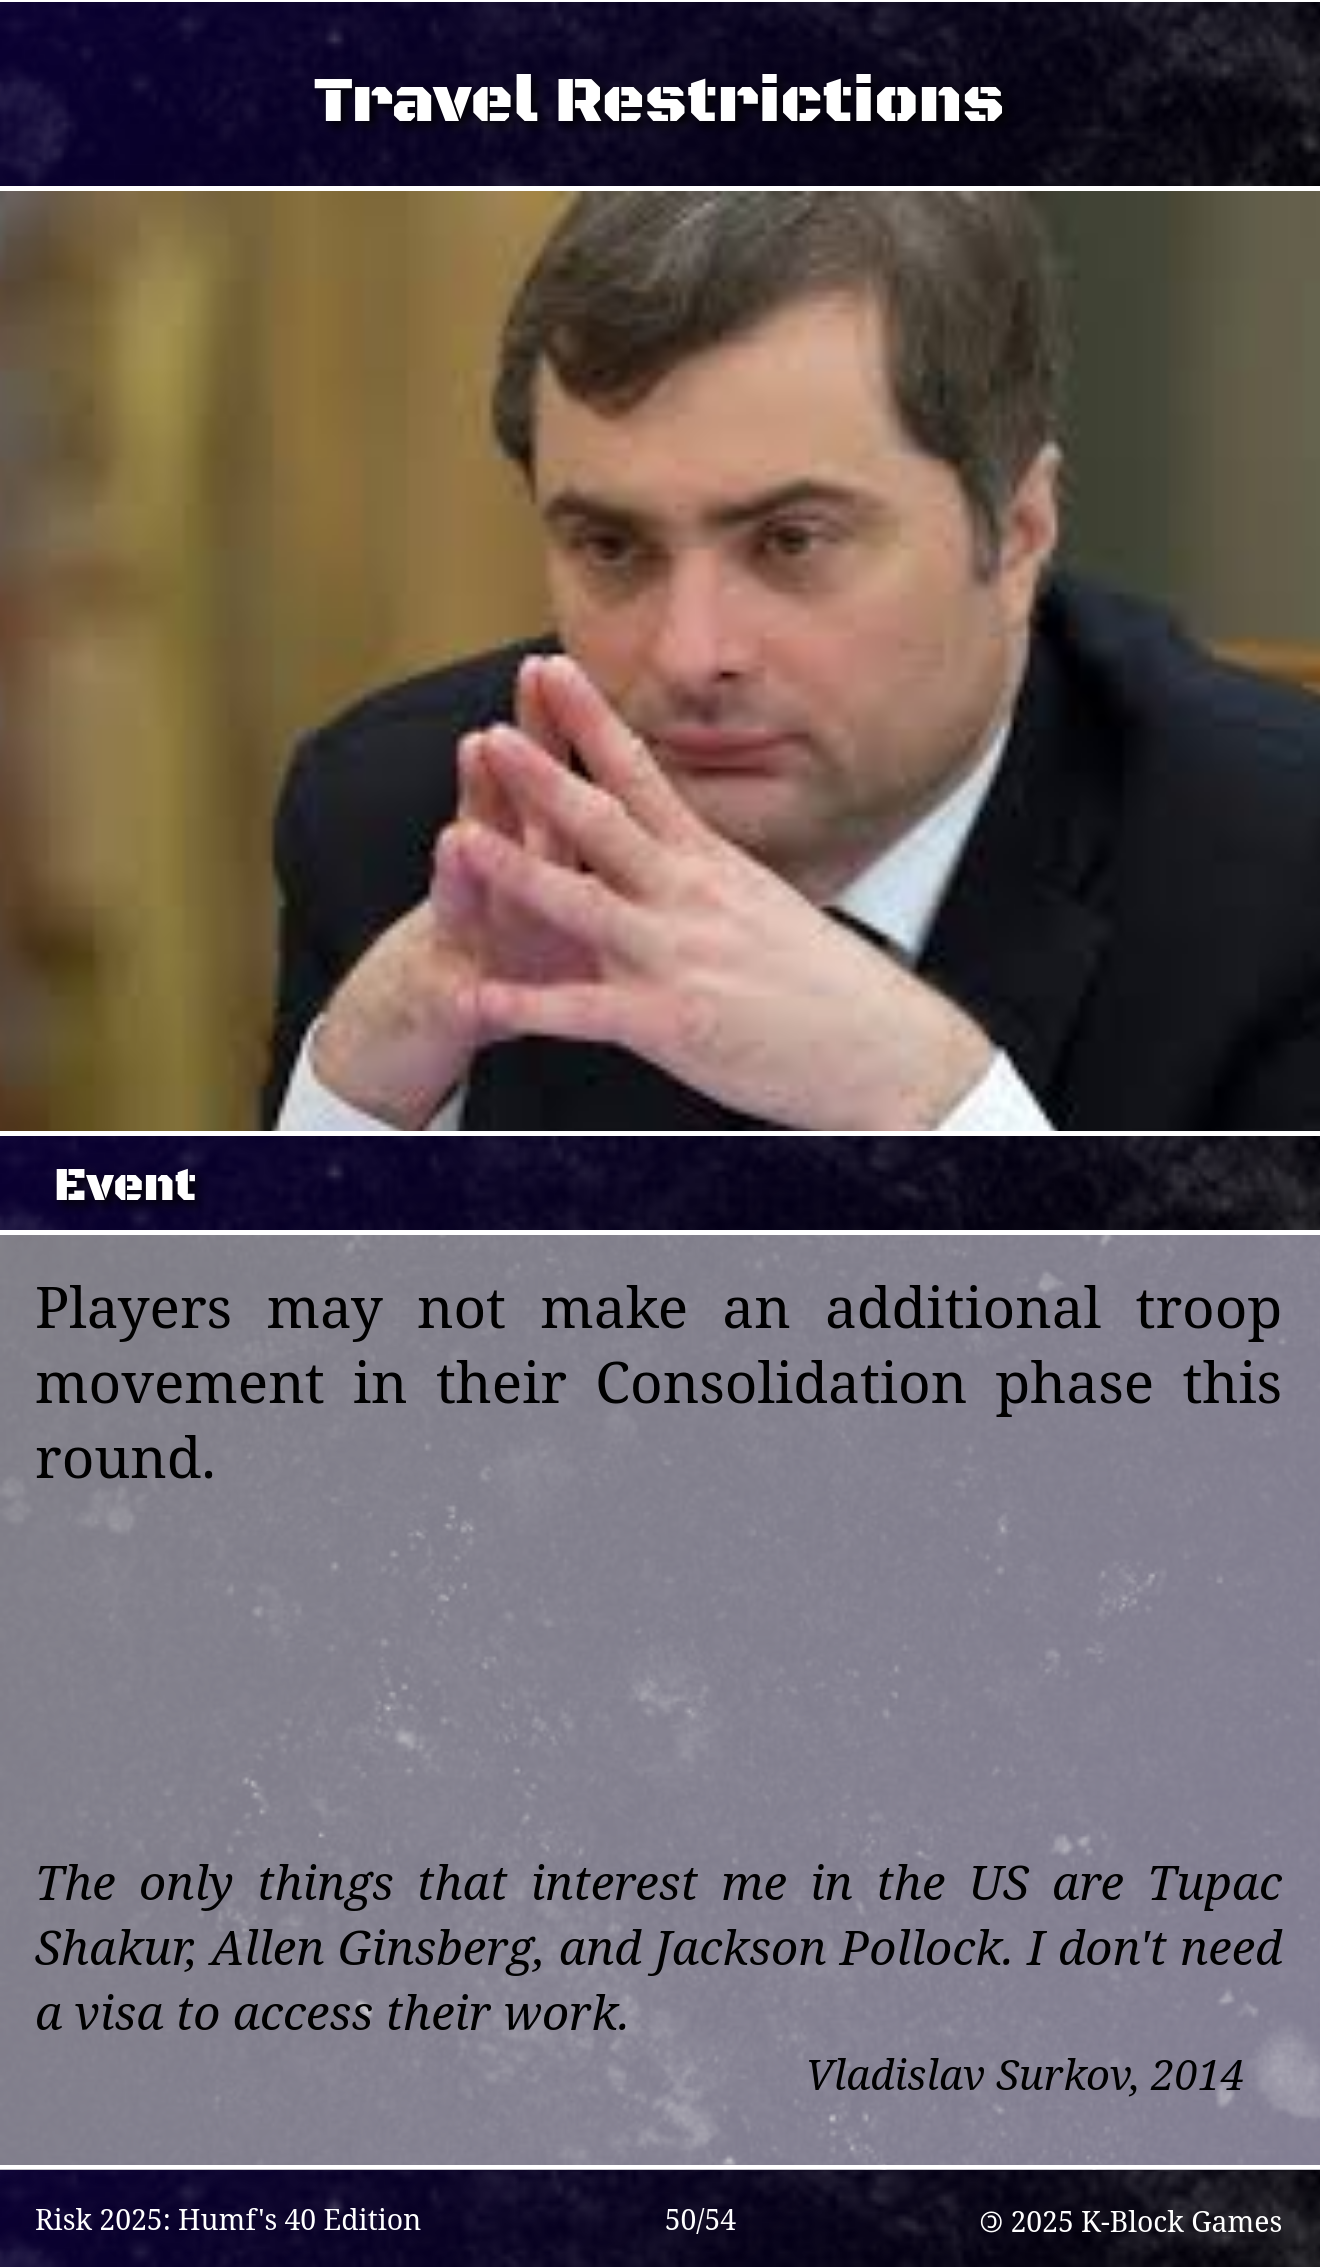 Travel Restrictions
Event
Players may not make an additional troop
movement in their Consolidation phase this
round.
The only things that interest me in the US are Tupac
Shakur, Allen Ginsberg, and Jackson Pollock. I don't need
a visa to access their work.
Vladislav Surkov, 2014
Risk 2025: Humf's 40 Edition
50/54
🄯 2025 K-Block Games